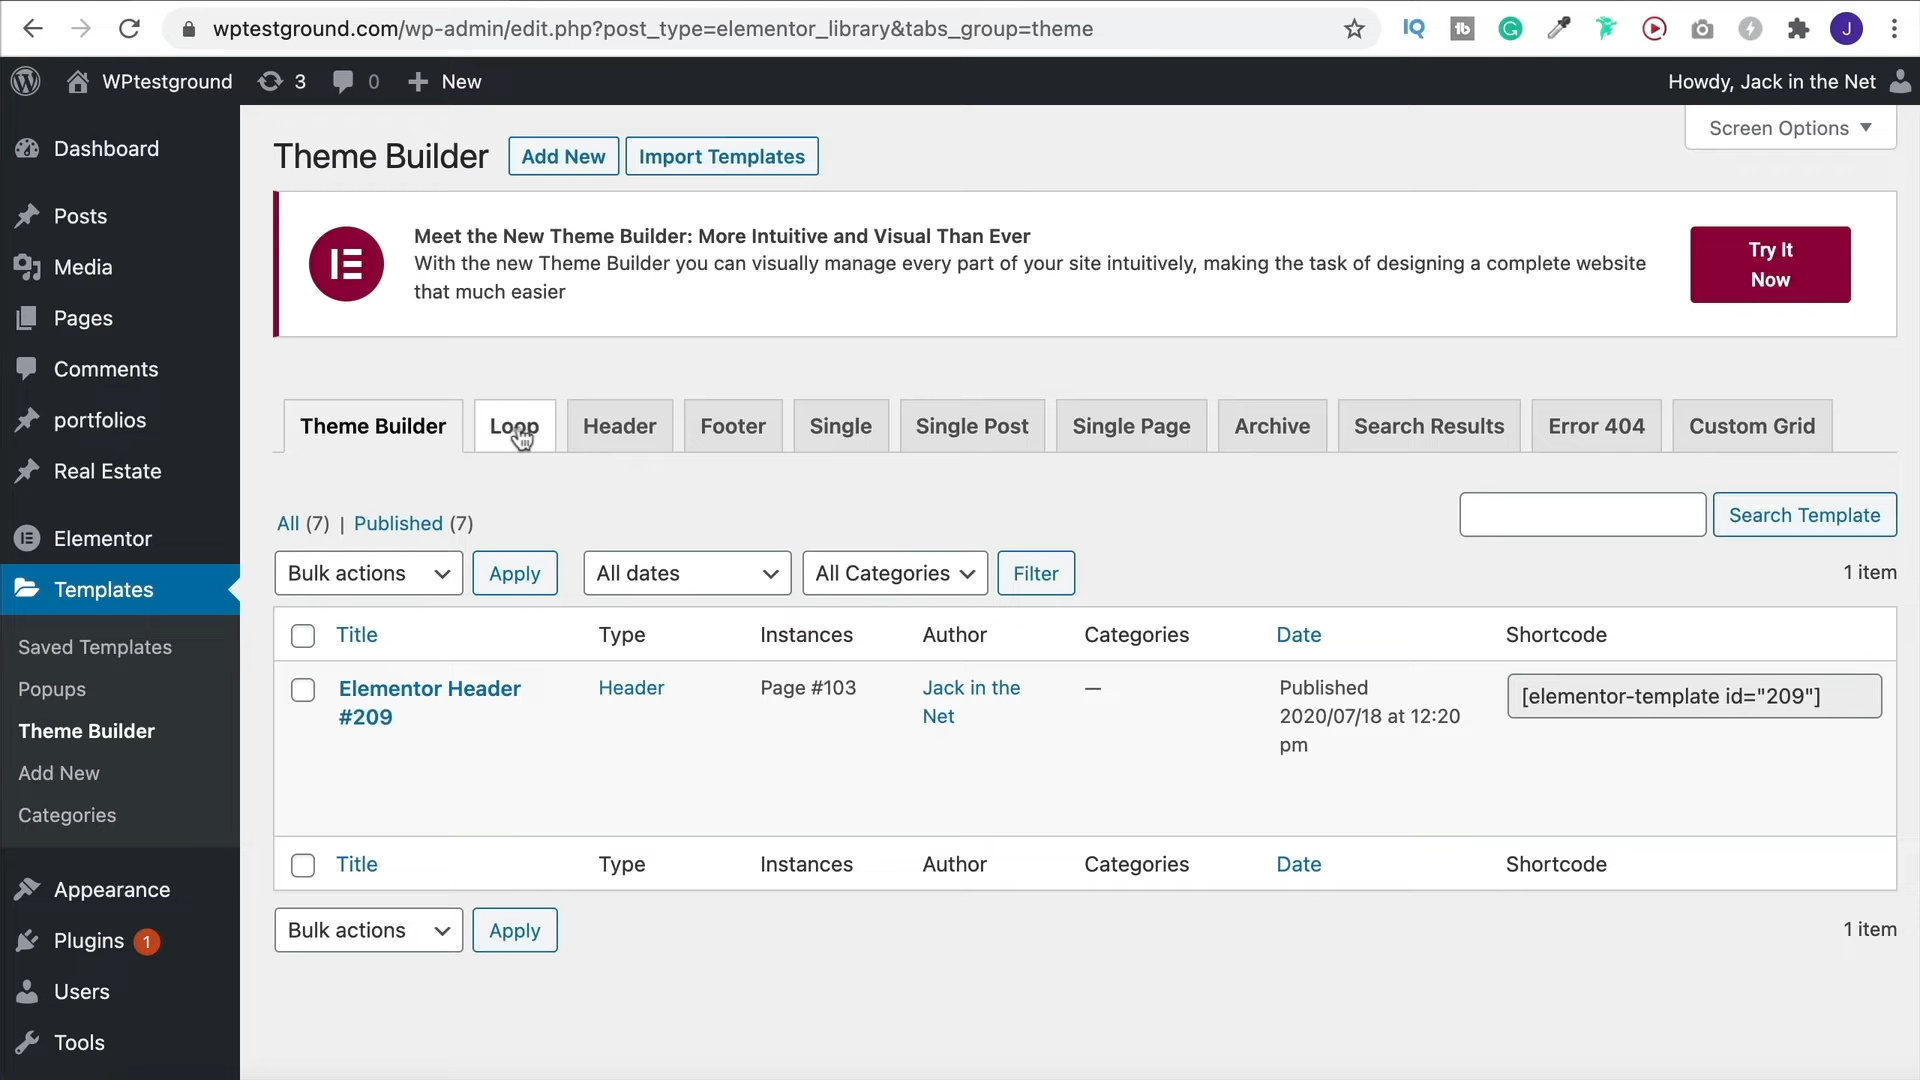 wptestground.com/wp-admin/edit.php?post_type=elementor_library&tabs_group=theme
IQ
tb
G
J
WPtestground
3
0
New
Howdy, Jack in the Net
Dashboard
Posts
Media
Pages
Comments
portfolios
Real Estate
Elementor
Templates
Saved Templates
Popups
Theme Builder
Add New
Categories
Appearance
Plugins 1
Users
Tools
Screen Options
Theme Builder
Add New
Import Templates
Meet the New Theme Builder: More Intuitive and Visual Than Ever
With the new Theme Builder you can visually manage every part of your site intuitively, making the task of designing a complete website
that much easier
Try It
Now
Theme Builder
Loop
Header
Footer
Single
Single Post
Single Page
Archive
Search Results
Error 404
Custom Grid
All (7) | Published (7)
Search Template
Bulk actions
Apply
All dates
All Categories
Filter
1 item
Title Type Instances Author Categories Date Shortcode
Elementor Header
#209
Header
Page #103
Jack in the
Net
—
Published
2020/07/18 at 12:20
pm
[elementor-template id="209"]
Title Type Instances Author Categories Date Shortcode
Bulk actions
Apply
1 item